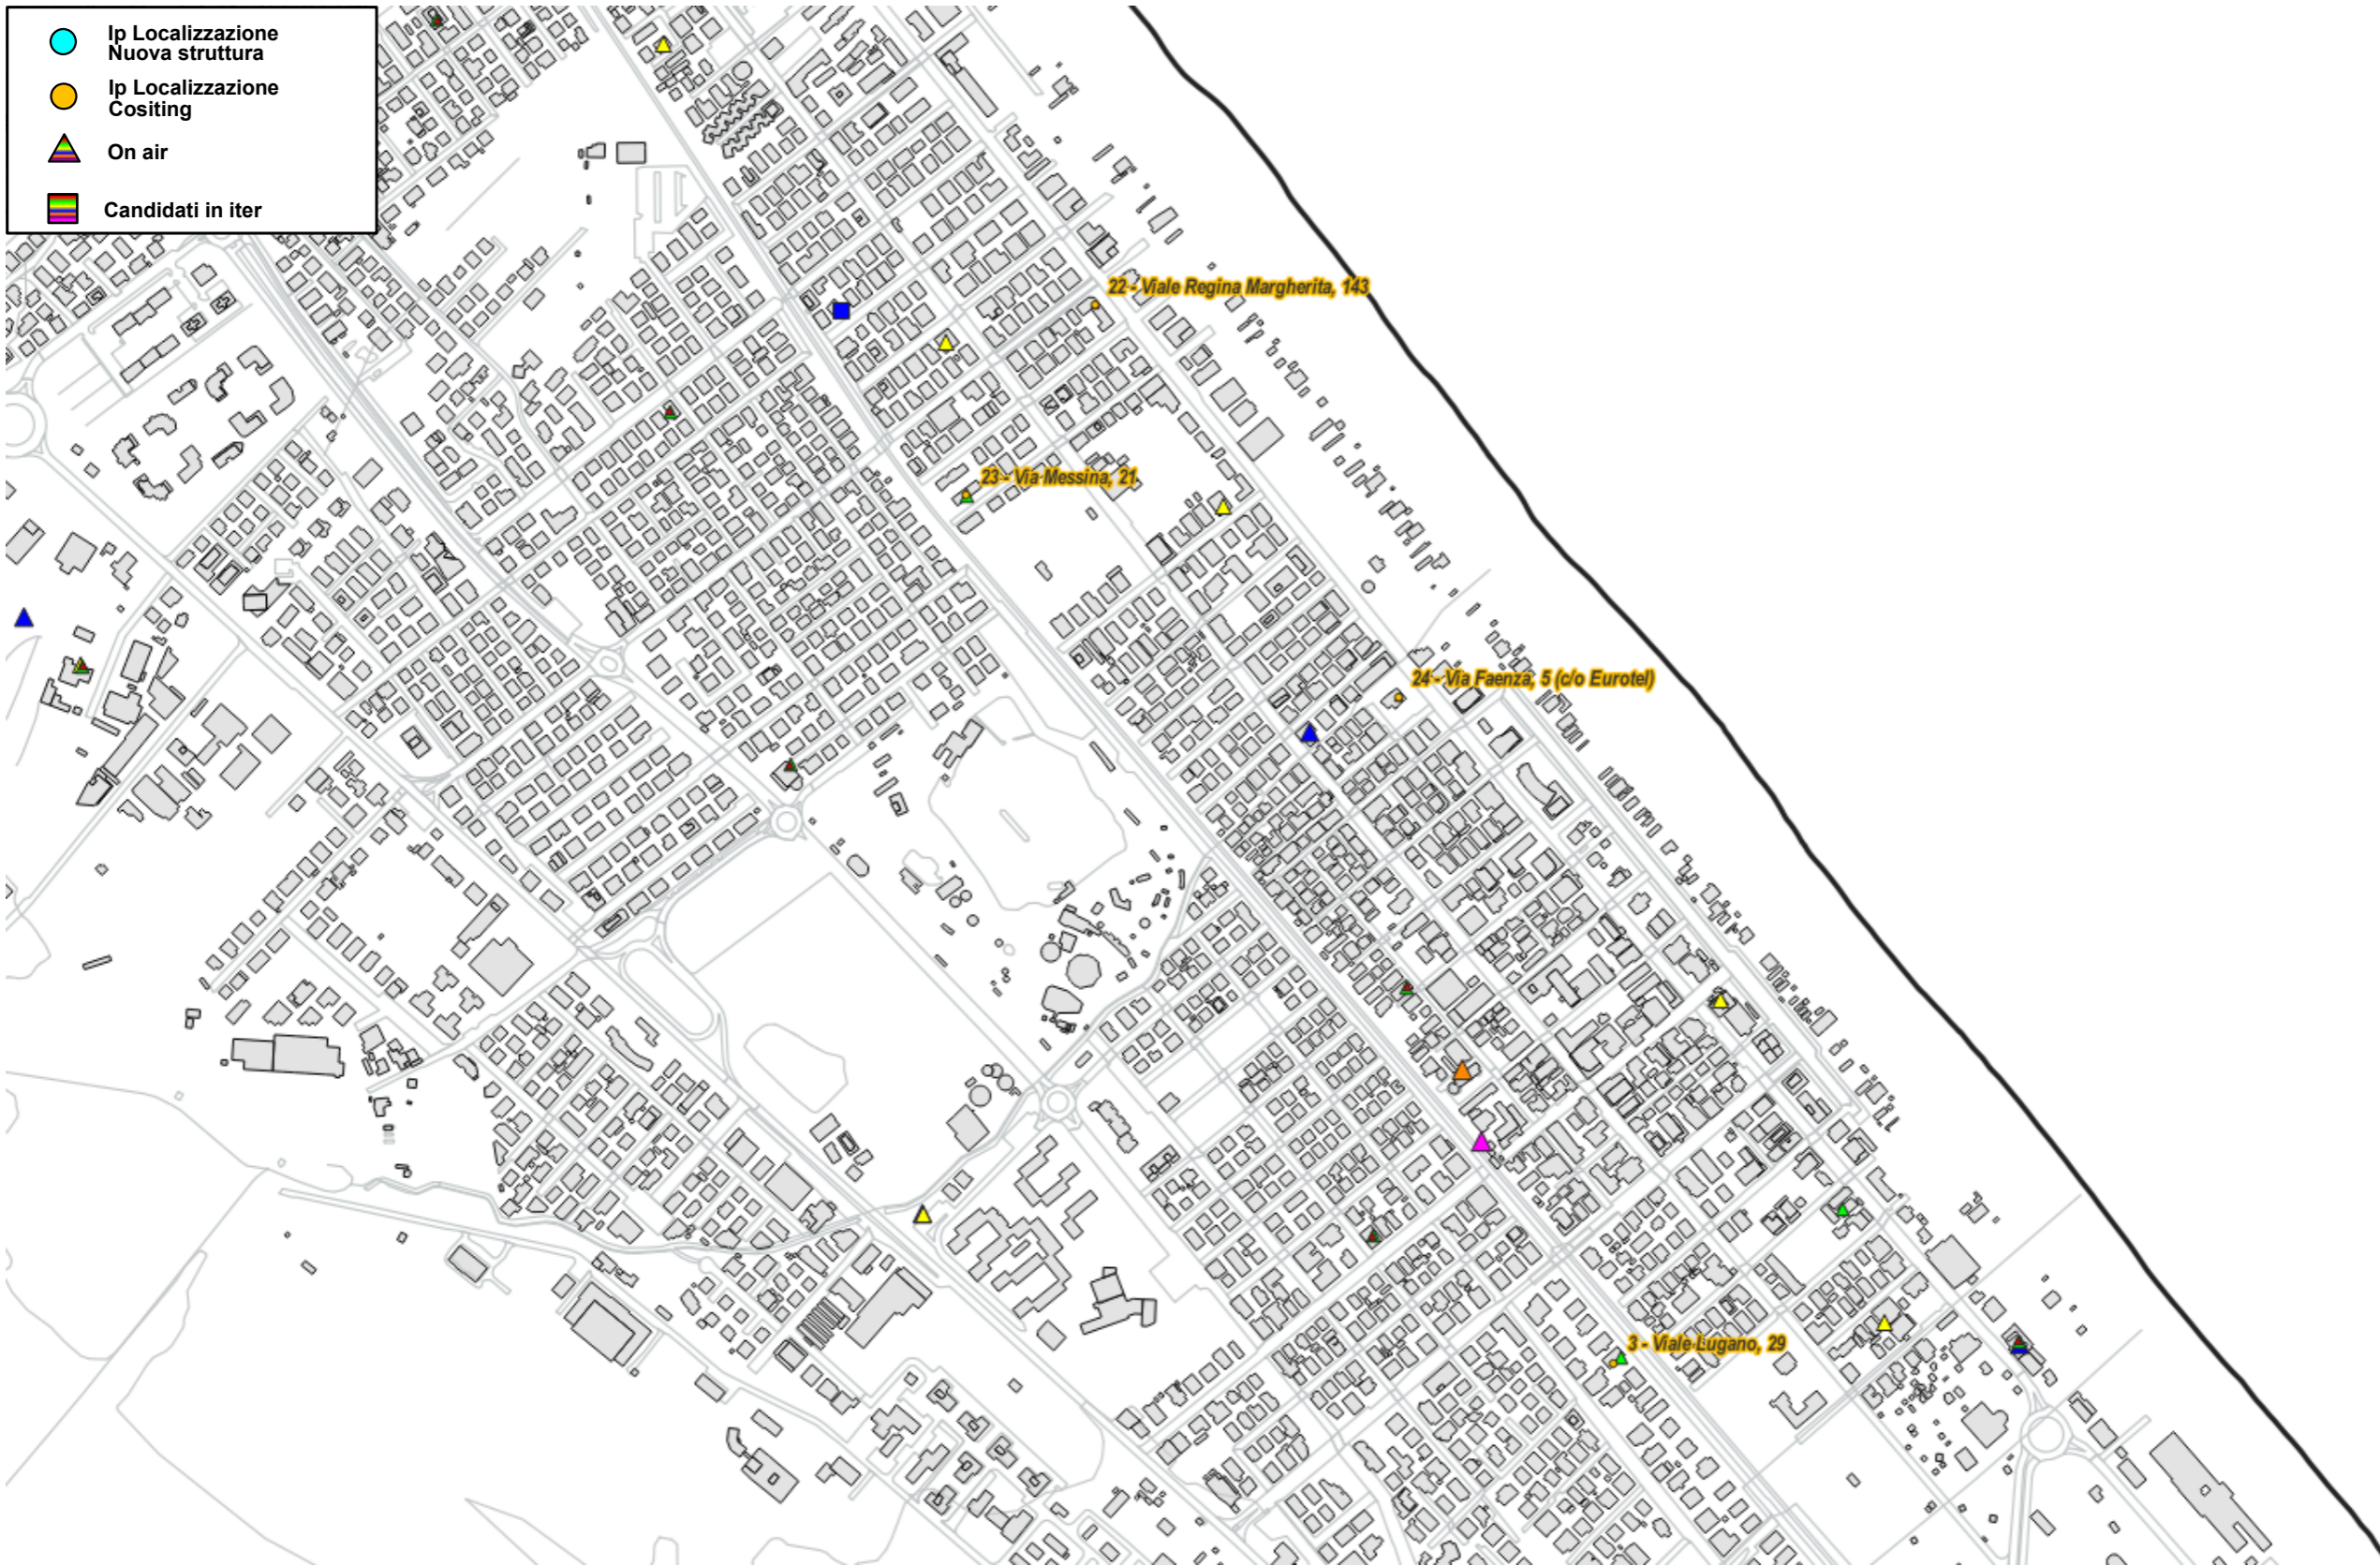 Ip Localizzazione
Nuova struttura
Ip Localizzazione
Cositing
On air
Candidati in iter
22 - Viale Regina Margherita, 143
23 - Via Messina, 21
24 - Via Faenza, 5 (c/o Eurotel)
3 - Viale Lugano, 29